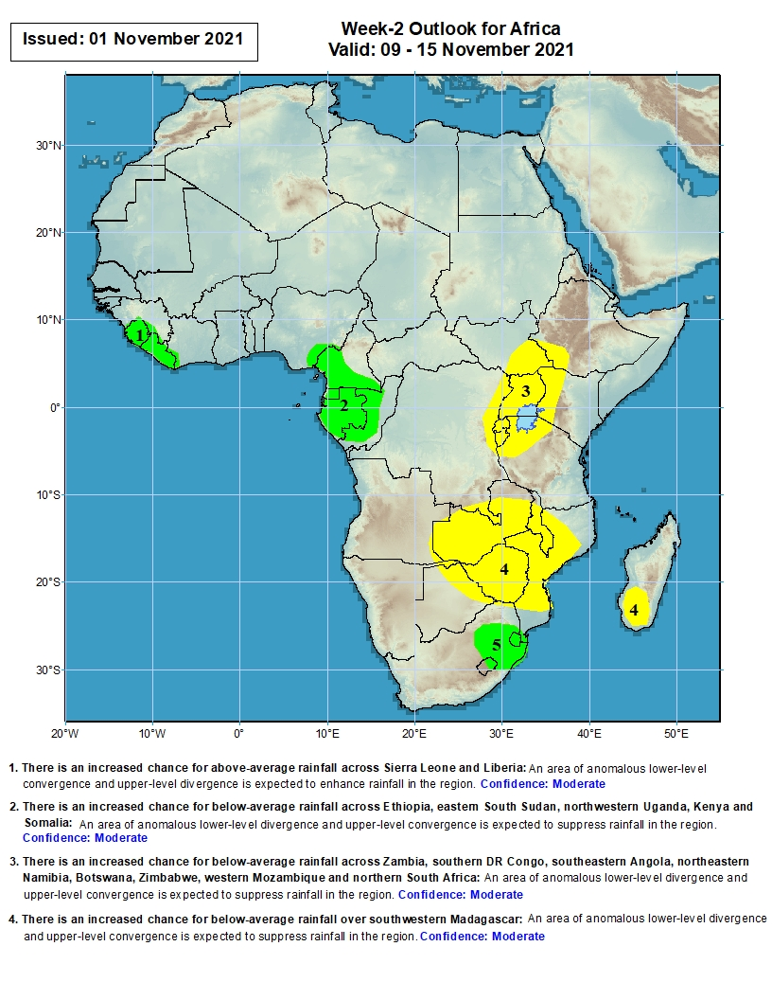 Issued: 01 November 2021
Week-2 Outlook for Africa
Valid: 09 - 15 November 2021
30°N
20°N
10°N
0°
10°S
20°S
30°S
1
2
3
4
4
5
20°W
10°W
0°
10°E
20°E
30°E
40°E
50°E
1. There is an increased chance for above-average rainfall across Sierra Leone and Liberia: An area of anomalous lower-level
convergence and upper-level divergence is expected to enhance rainfall in the region. Confidence: Moderate
2. There is an increased chance for below-average rainfall across Ethiopia, eastern South Sudan, northwestern Uganda, Kenya and
Somalia: An area of anomalous lower-level divergence and upper-level convergence is expected to suppress rainfall in the region.
Confidence: Moderate
3. There is an increased chance for below-average rainfall across Zambia, southern DR Congo, southeastern Angola, northeastern
Namibia, Botswana, Zimbabwe, western Mozambique and northern South Africa: An area of anomalous lower-level divergence and
upper-level convergence is expected to suppress rainfall in the region. Confidence: Moderate
4. There is an increased chance for below-average rainfall over southwestern Madagascar: An area of anomalous lower-level divergence
and upper-level convergence is expected to suppress rainfall in the region. Confidence: Moderate